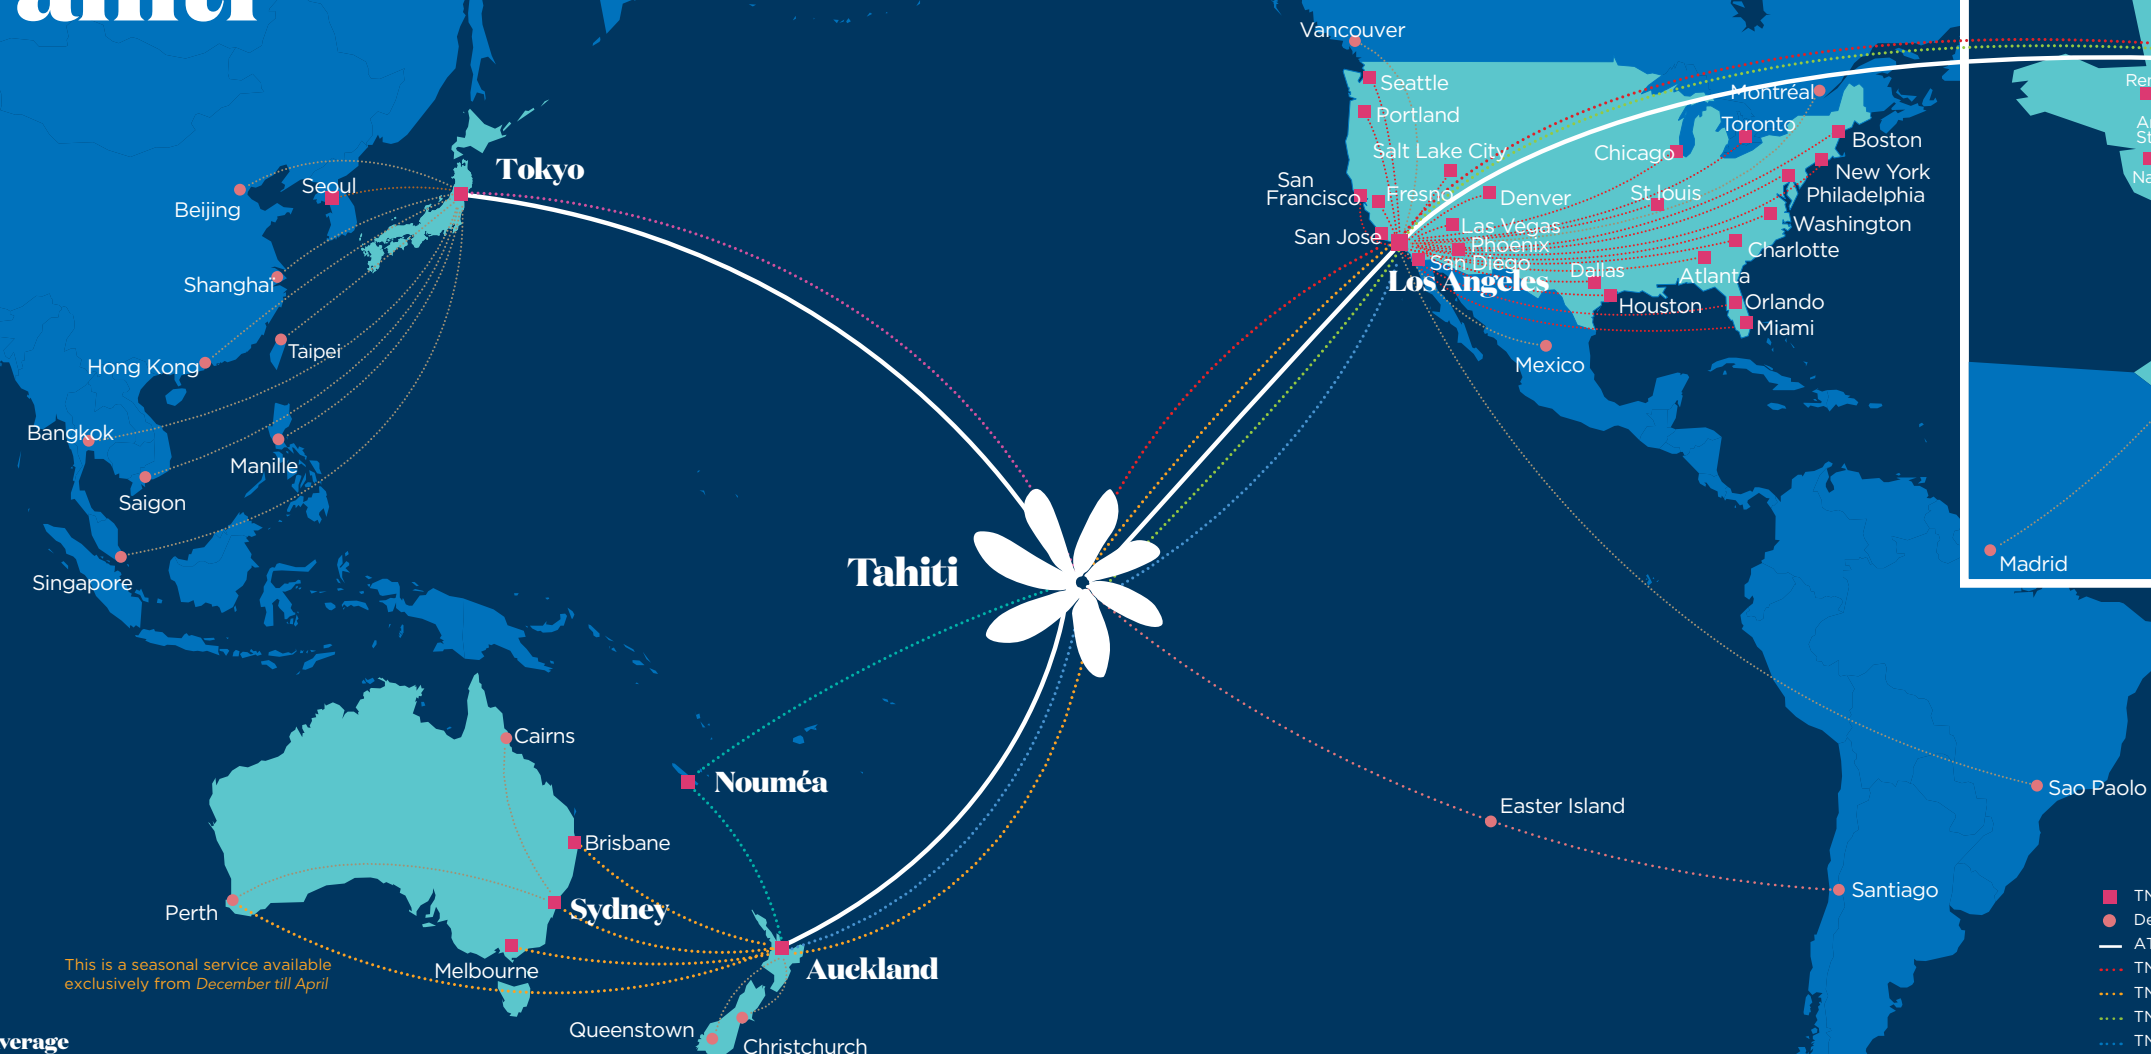 Vancouver
Seattle
Portland
Montréal
Toronto
Boston
Salt Lake City
Chicago
New York
San
Francisco
Fresno
Denver
St Louis
Philadelphia
Las Vegas
Washington
San Jose
Phoenix
Charlotte
San Diego
Dallas
Atlanta
Los Angeles
Houston
Orlando
Miami
Mexico
Tokyo
Seoul
Beijing
Shanghai
Taipei
Hong Kong
Bangkok
Manille
Saigon
Singapore
Tahiti
Madrid
Cairns
Nouméa
Sao Paolo
Easter Island
Brisbane
Santiago
Perth
Sydney
Melbourne
Auckland
This is a seasonal service available
exclusively from December till April
Queenstown
Christchurch